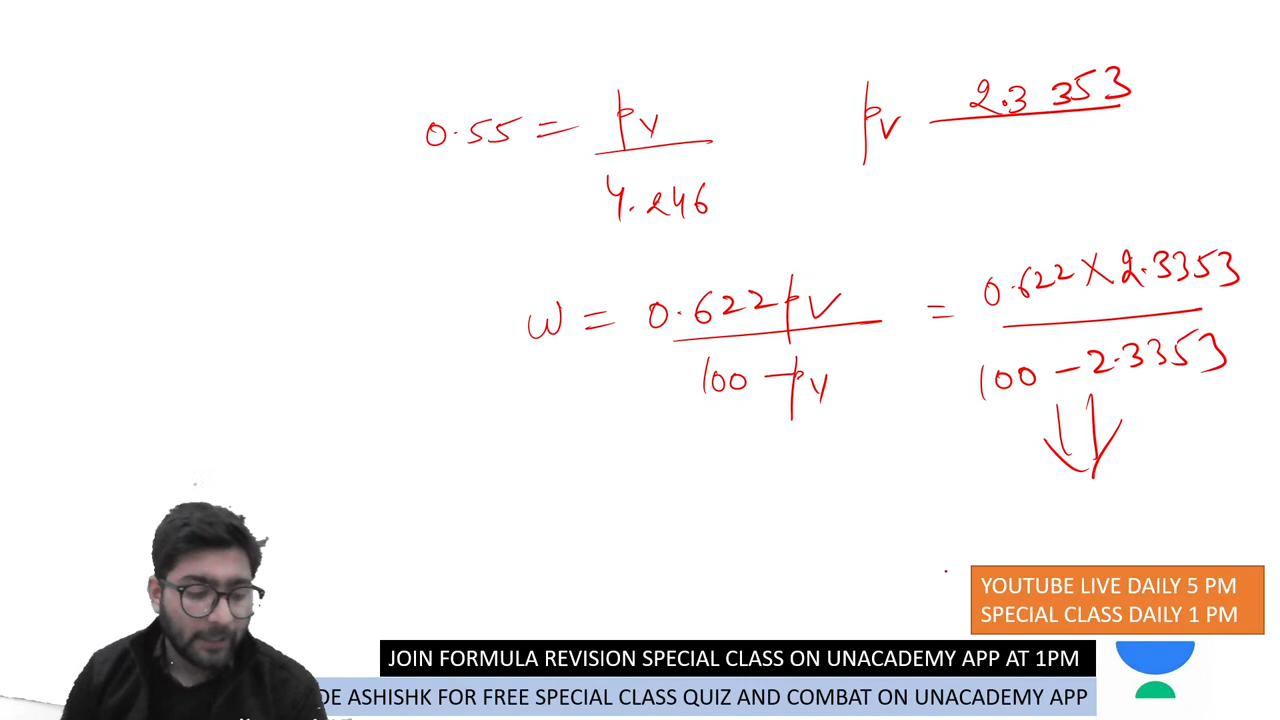 0.55 = pv / 4.246
pv 2.3353
ω = 0.622 pv / 100 - pv = 0.622 × 2.3353 / 100 - 2.3353
YOUTUBE LIVE DAILY 5 PM
SPECIAL CLASS DAILY 1 PM
JOIN FORMULA REVISION SPECIAL CLASS ON UNACADEMY APP AT 1PM
DE ASHISHK FOR FREE SPECIAL CLASS QUIZ AND COMBAT ON UNACADEMY APP